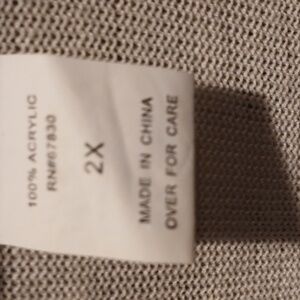 100% ACRYLIC
RN#67830
2X
MADE IN CHINA
OVER FOR CARE